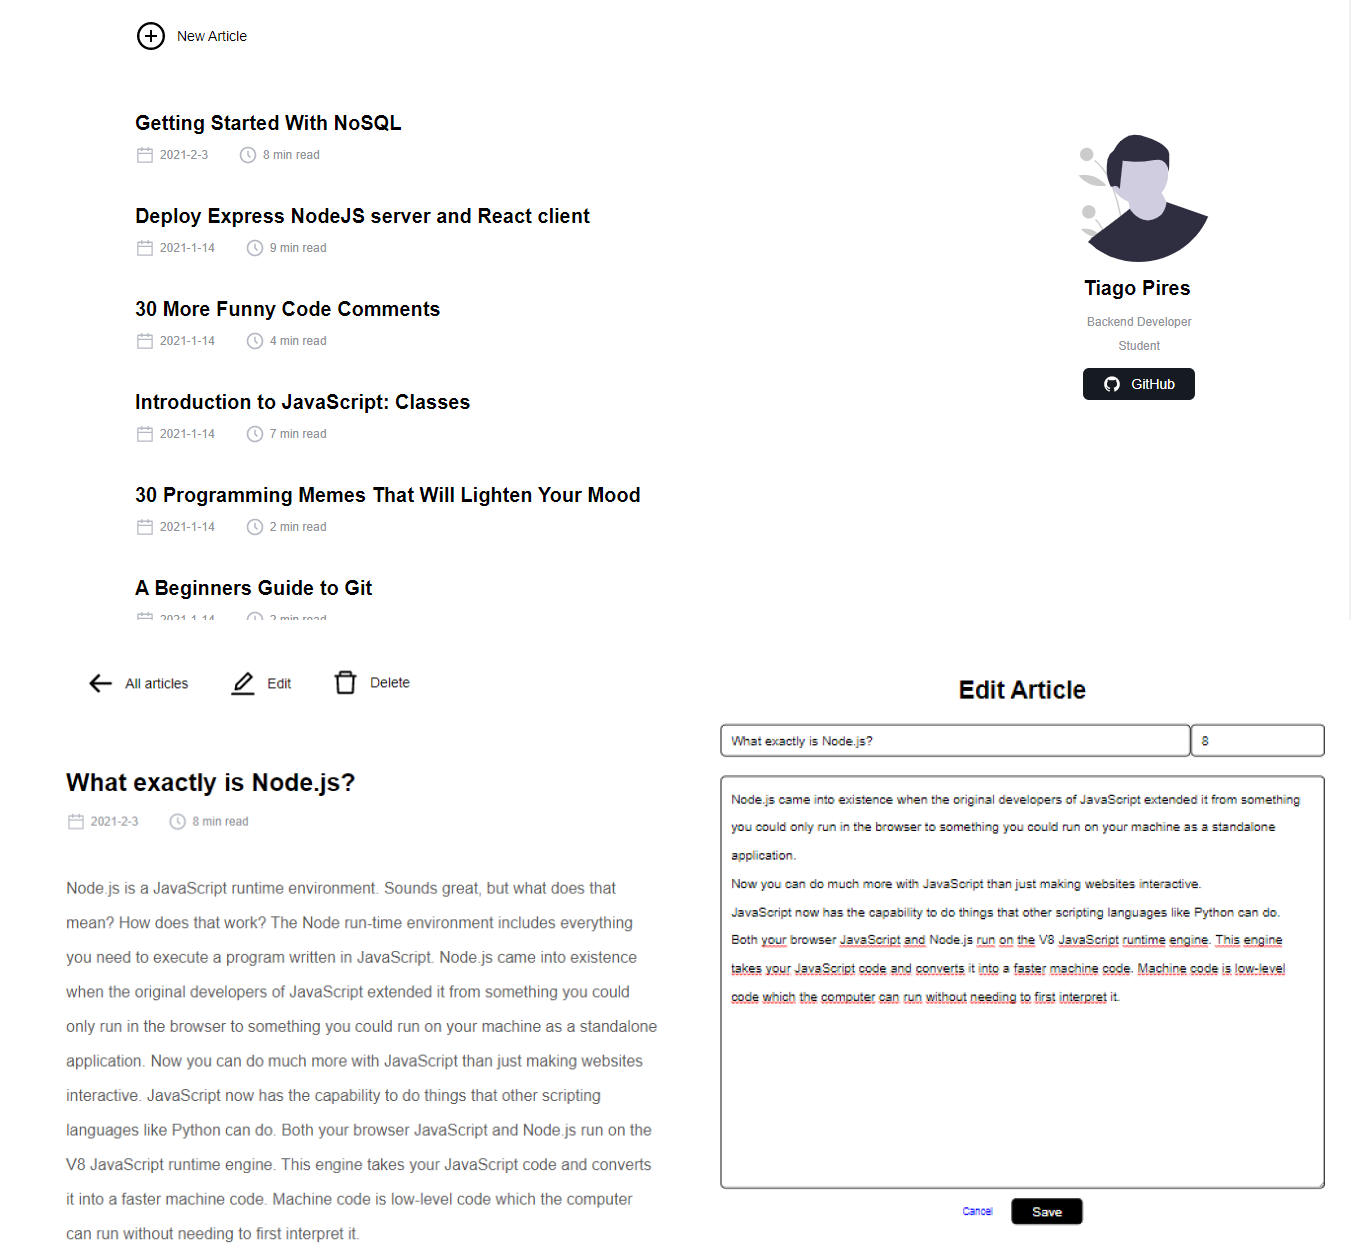 New Article
Getting Started With NoSQL
2021-2-3 8 min read
Deploy Express NodeJS server and React client
2021-1-14 9 min read
30 More Funny Code Comments
2021-1-14 4 min read
Introduction to JavaScript: Classes
2021-1-14 7 min read
30 Programming Memes That Will Lighten Your Mood
2021-1-14 2 min read
A Beginners Guide to Git
2021-1-14 2 min read
Tiago Pires
Backend Developer
Student
GitHub
All articles Edit Delete
What exactly is Node.js?
2021-2-3 8 min read
Node.js is a JavaScript runtime environment. Sounds great, but what does that
mean? How does that work? The Node run-time environment includes everything
you need to execute a program written in JavaScript. Node.js came into existence
when the original developers of JavaScript extended it from something you could
only run in the browser to something you could run on your machine as a standalone
application. Now you can do much more with JavaScript than just making websites
interactive. JavaScript now has the capability to do things that other scripting
languages like Python can do. Both your browser JavaScript and Node.js run on the
V8 JavaScript runtime engine. This engine takes your JavaScript code and converts
it into a faster machine code. Machine code is low-level code which the computer
can run without needing to first interpret it.
Edit Article
What exactly is Node.js? 8
Node.js came into existence when the original developers of JavaScript extended it from something
you could only run in the browser to something you could run on your machine as a standalone
application.
Now you can do much more with JavaScript than just making websites interactive.
JavaScript now has the capability to do things that other scripting languages like Python can do.
Both your browser JavaScript and Node.js run on the V8 JavaScript runtime engine. This engine
takes your JavaScript code and converts it into a faster machine code. Machine code is low-level
code which the computer can run without needing to first interpret it.
Cancel Save